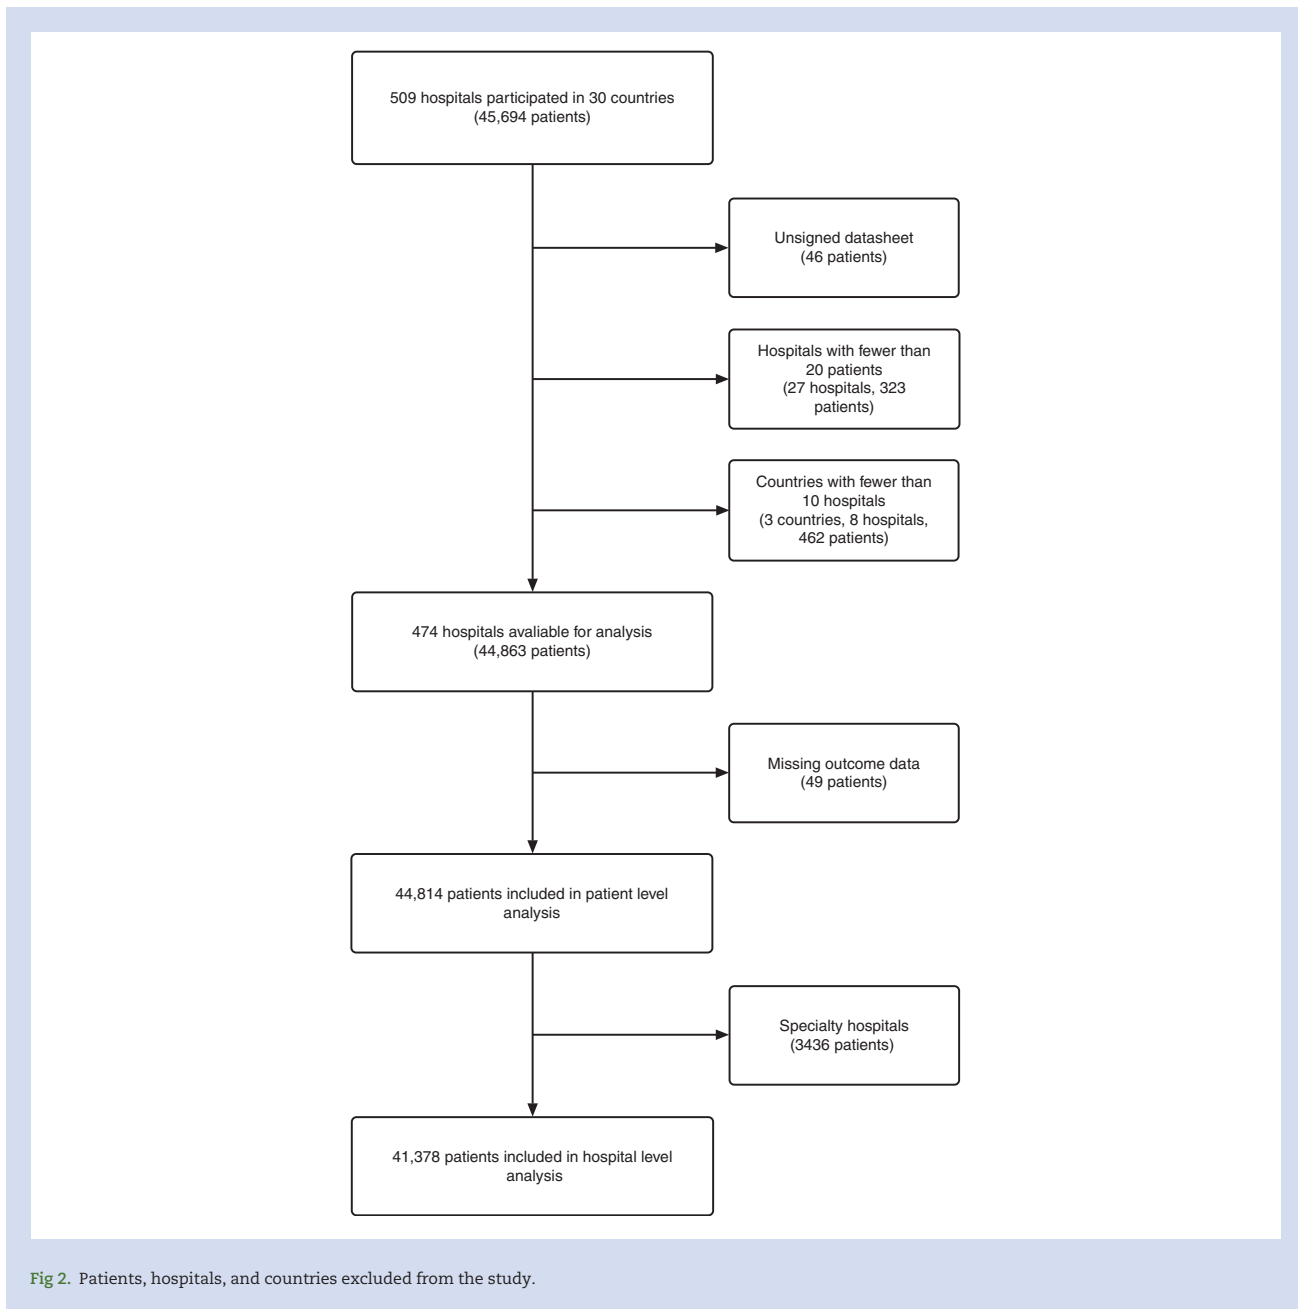 509 hospitals participated in 30 countries
(45,694 patients)
Unsigned datasheet
(46 patients)
Hospitals with fewer than
20 patients
(27 hospitals, 323
patients)
Countries with fewer than
10 hospitals
(3 countries, 8 hospitals,
462 patients)
474 hospitals avaliable for analysis
(44,863 patients)
Missing outcome data
(49 patients)
44,814 patients included in patient level
analysis
Specialty hospitals
(3436 patients)
41,378 patients included in hospital level
analysis
Fig 2. Patients, hospitals, and countries excluded from the study.